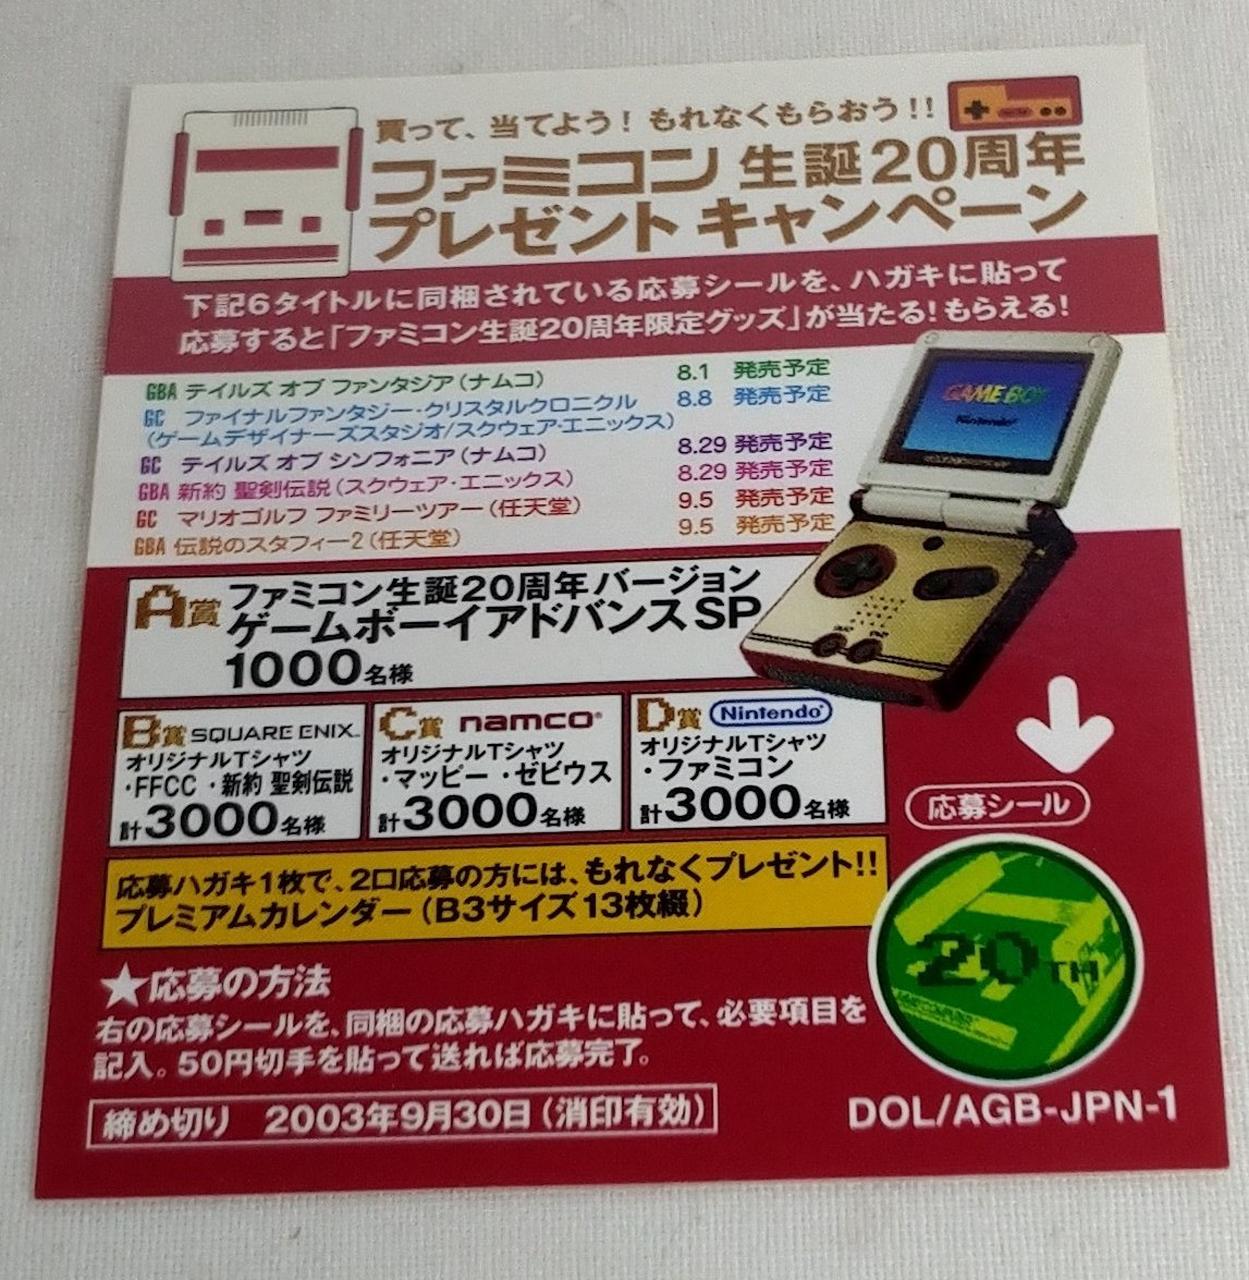 買って、当てよう！もれなくもらおう!!
ファミコン 生誕20周年
プレゼント キャンペーン
下記6タイトルに同梱されている応募シールを、ハガキに貼って
応募すると「ファミコン生誕20周年限定グッズ」が当たる！もらえる！
GBA テイルズ オブ ファンタジア（ナムコ） 8.1 発売予定
GC ファイナルファンタジー・クリスタルクロニクル 8.8 発売予定
（ゲームデザイナーズスタジオ/スクウェア・エニックス）
GC テイルズ オブ シンフォニア（ナムコ） 8.29 発売予定
GBA 新約 聖剣伝説（スクウェア・エニックス） 8.29 発売予定
GC マリオゴルフ ファミリーツアー（任天堂） 9.5 発売予定
GBA 伝説のスタフィー2（任天堂） 9.5 発売予定
GAME BOY
Nintendo
A賞 ファミコン生誕20周年バージョン
ゲームボーイアドバンスSP
1000名様
B賞 SQUARE ENIX
オリジナルTシャツ
・FFCC ・新約 聖剣伝説
計3000名様
C賞 namco
オリジナルTシャツ
・マッピー ・ゼビウス
計3000名様
D賞 Nintendo
オリジナルTシャツ
・ファミコン
計3000名様
応募シール
応募ハガキ1枚で、2口応募の方には、もれなくプレゼント!!
プレミアムカレンダー（B3サイズ13枚綴）
20TH
★応募の方法
右の応募シールを、同梱の応募ハガキに貼って、必要項目を
記入。50円切手を貼って送れば応募完了。
締め切り 2003年9月30日（消印有効）
DOL/AGB-JPN-1